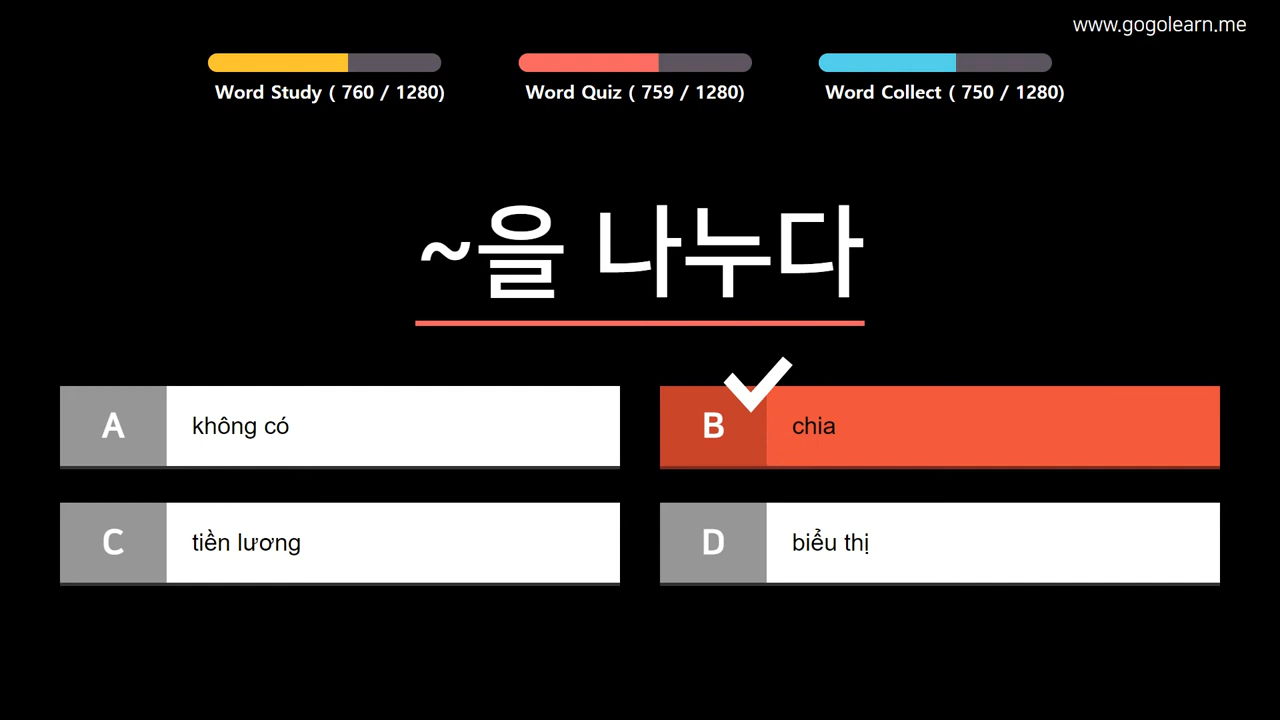 www.gogolearn.me
Word Study ( 760 / 1280)
Word Quiz ( 759 / 1280)
Word Collect ( 750 / 1280)
~을 나누다
A không có
B chia
C tiền lương
D biểu thị